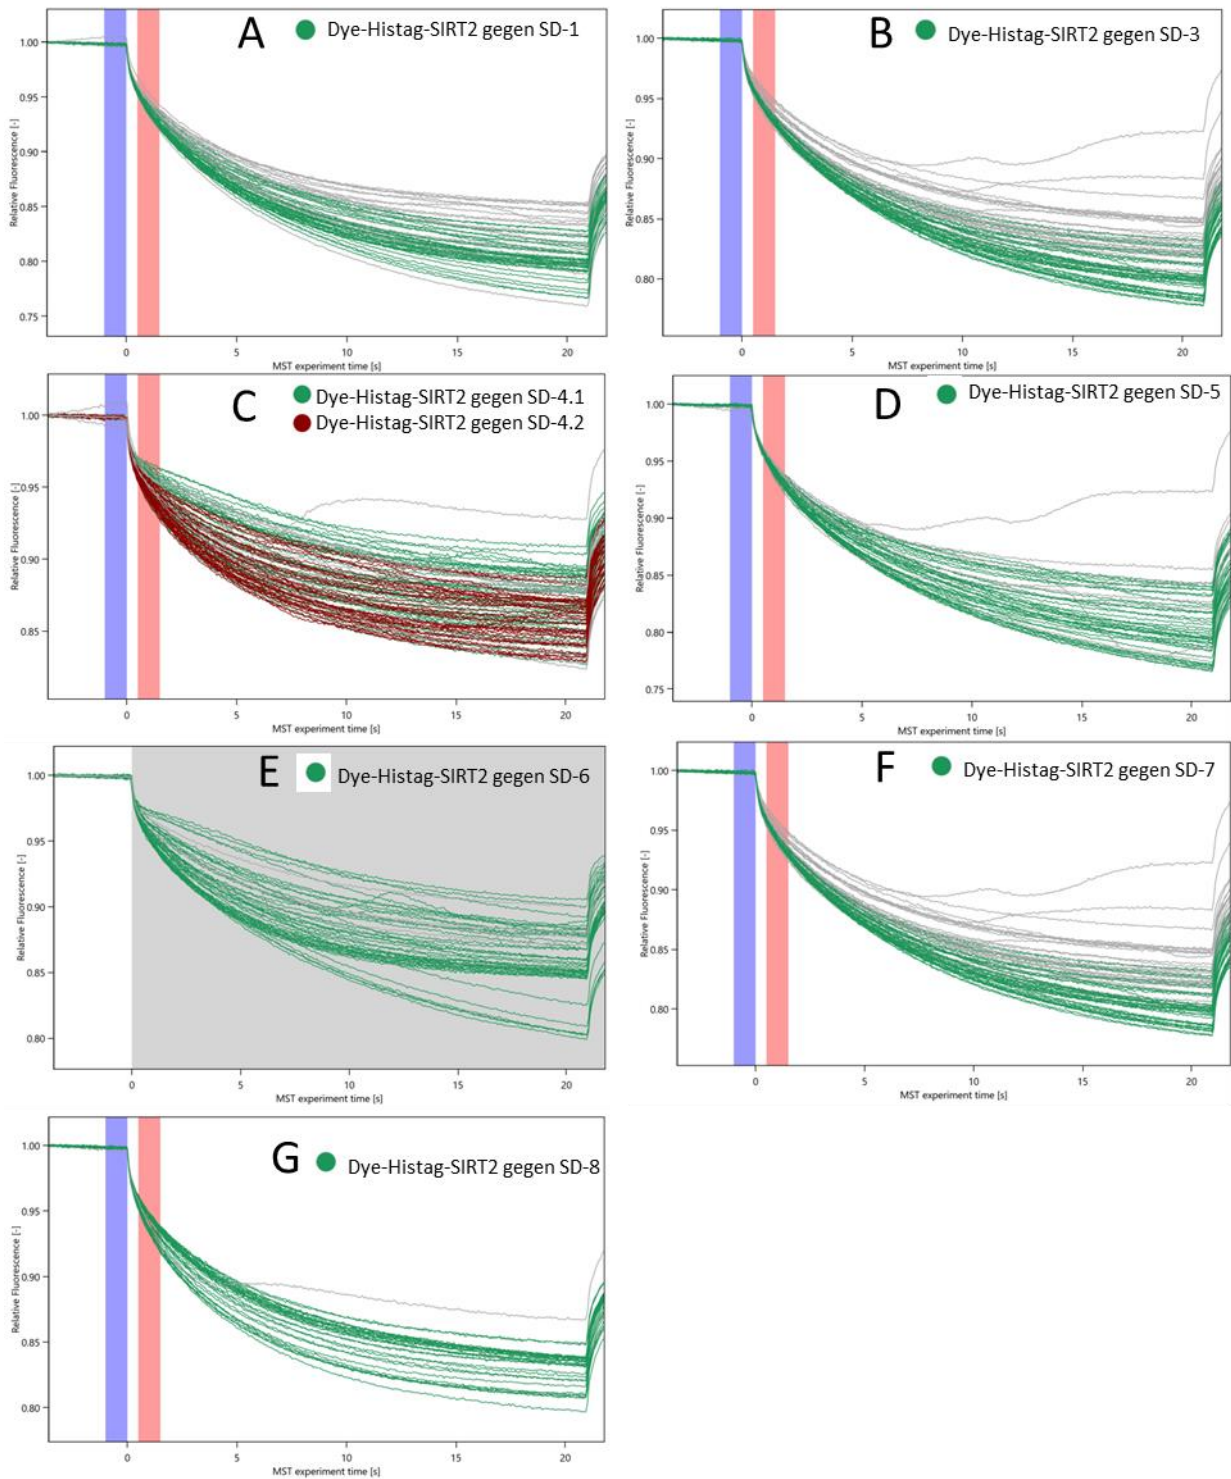 A
Dye-Histag-SIRT2 gegen SD-1
1.00
0.95
0.90
0.85
0.80
0.75
Relative Fluorescence [-]
0
5
10
15
20
MST experiment time [s]
B
Dye-Histag-SIRT2 gegen SD-3
1.00
0.95
0.90
0.85
0.80
Relative Fluorescence [-]
0
5
10
15
20
MST experiment time [s]
C
Dye-Histag-SIRT2 gegen SD-4.1
Dye-Histag-SIRT2 gegen SD-4.2
1.00
0.95
0.90
0.85
Relative Fluorescence [-]
0
5
10
15
20
MST experiment time [s]
D
Dye-Histag-SIRT2 gegen SD-5
1.00
0.95
0.90
0.85
0.80
0.75
Relative Fluorescence [-]
0
5
10
15
20
MST experiment time [s]
E
Dye-Histag-SIRT2 gegen SD-6
1.00
0.95
0.90
0.85
0.80
Relative Fluorescence [-]
0
5
10
15
20
MST experiment time [s]
F
Dye-Histag-SIRT2 gegen SD-7
1.00
0.95
0.90
0.85
0.80
Relative Fluorescence [-]
0
5
10
15
20
MST experiment time [s]
G
Dye-Histag-SIRT2 gegen SD-8
1.00
0.95
0.90
0.85
0.80
Relative Fluorescence [-]
0
5
10
15
20
MST experiment time [s]